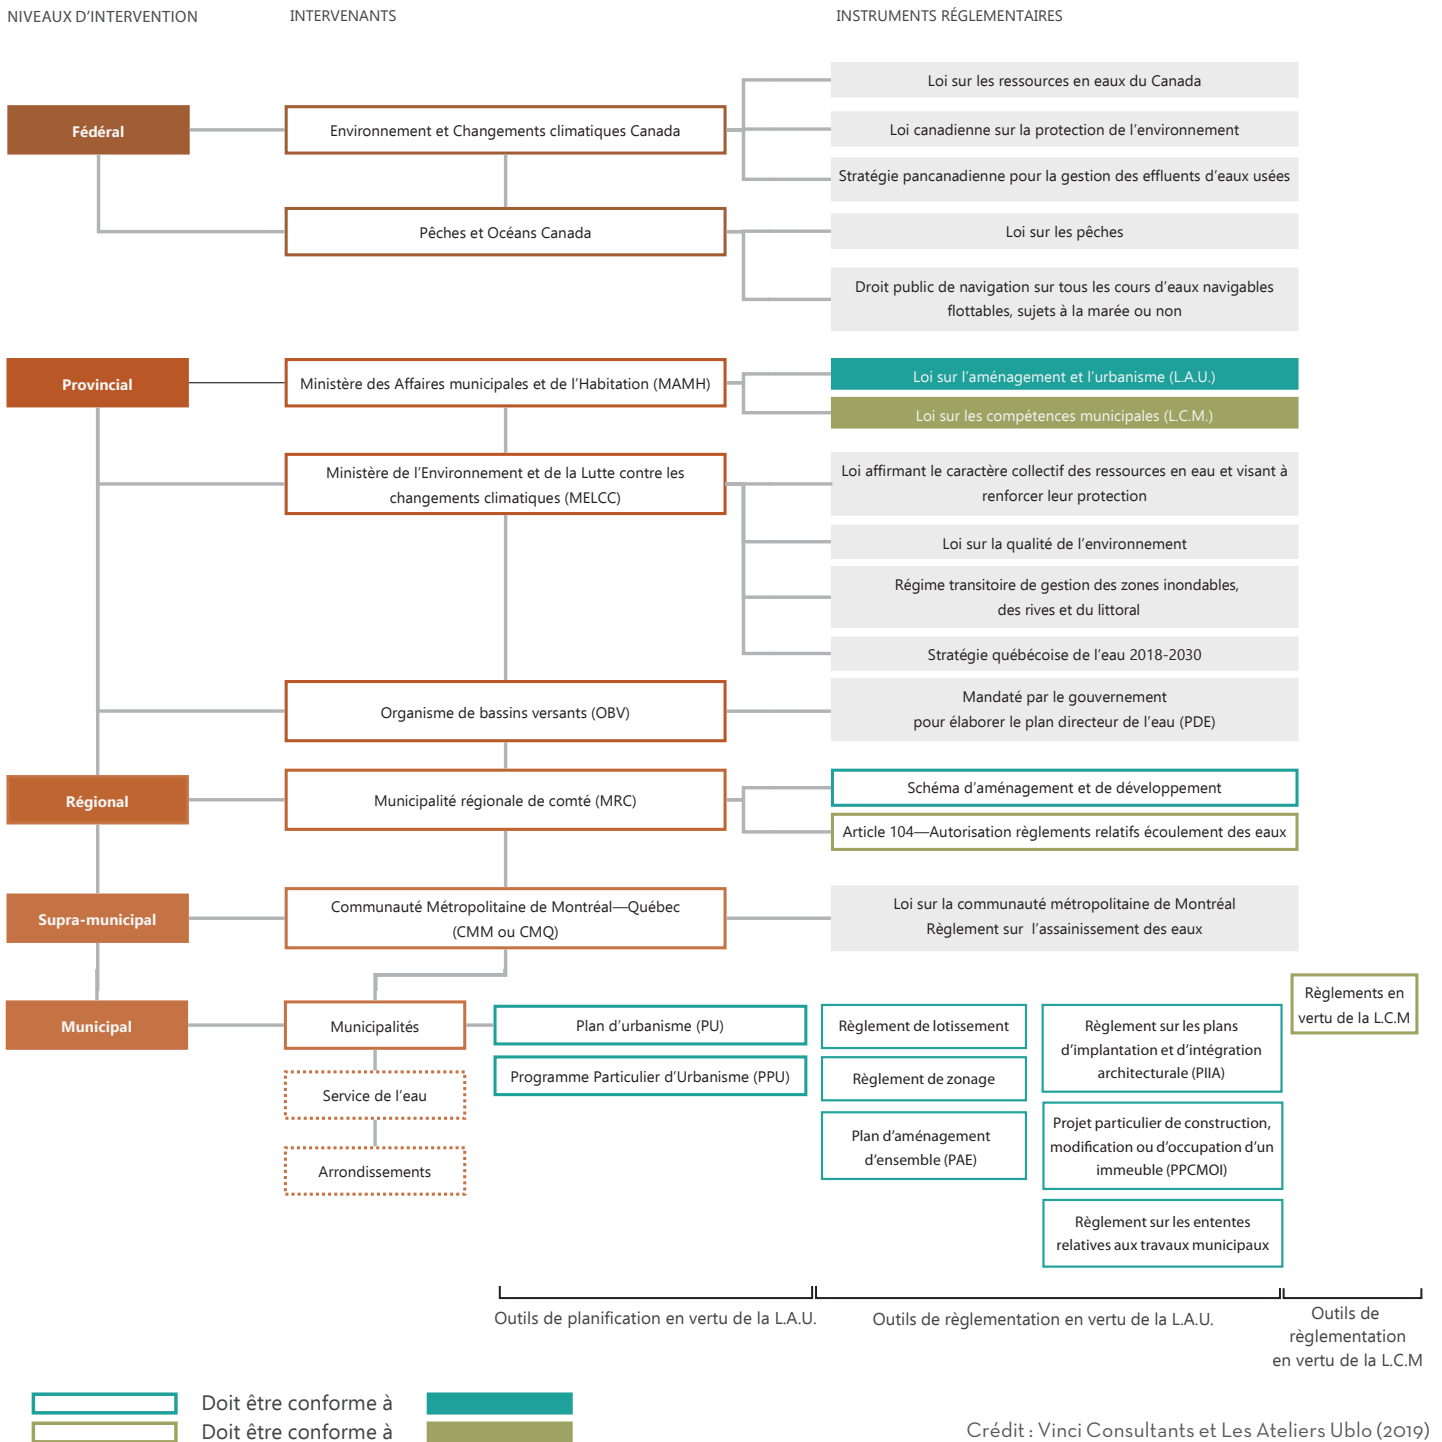 NIVEAUX D'INTERVENTION
INTERVENANTS
INSTRUMENTS RÉGLEMENTAIRES
Fédéral
Environnement et Changements climatiques Canada
Loi sur les ressources en eaux du Canada
Loi canadienne sur la protection de l'environnement
Stratégie pancanadienne pour la gestion des effluents d'eaux usées
Pêches et Océans Canada
Loi sur les pêches
Droit public de navigation sur tous les cours d'eaux navigables
flottables, sujets à la marée ou non
Provincial
Ministère des Affaires municipales et de l'Habitation (MAMH)
Loi sur l'aménagement et l'urbanisme (L.A.U.)
Loi sur les compétences municipales (L.C.M.)
Ministère de l'Environnement et de la Lutte contre les
changements climatiques (MELCC)
Loi affirmant le caractère collectif des ressources en eau et visant à
renforcer leur protection
Loi sur la qualité de l'environnement
Régime transitoire de gestion des zones inondables,
des rives et du littoral
Stratégie québécoise de l'eau 2018-2030
Organisme de bassins versants (OBV)
Mandaté par le gouvernement
pour élaborer le plan directeur de l'eau (PDE)
Régional
Municipalité régionale de comté (MRC)
Schéma d'aménagement et de développement
Article 104—Autorisation règlements relatifs écoulement des eaux
Supra-municipal
Communauté Métropolitaine de Montréal—Québec
(CMM ou CMQ)
Loi sur la communauté métropolitaine de Montréal
Règlement sur l'assainissement des eaux
Municipal
Municipalités
Service de l'eau
Arrondissements
Plan d'urbanisme (PU)
Programme Particulier d'Urbanisme (PPU)
Règlement de lotissement
Règlement de zonage
Plan d'aménagement
d'ensemble (PAE)
Règlement sur les plans
d'implantation et d'intégration
architecturale (PIIA)
Projet particulier de construction,
modification ou d'occupation d'un
immeuble (PPCMOI)
Règlement sur les ententes
relatives aux travaux municipaux
Règlements en
vertu de la L.C.M
Outils de planification en vertu de la L.A.U.
Outils de règlementation en vertu de la L.A.U.
Outils de
règlementation
en vertu de la L.C.M
Doit être conforme à
Doit être conforme à
Crédit : Vinci Consultants et Les Ateliers Ublo (2019)